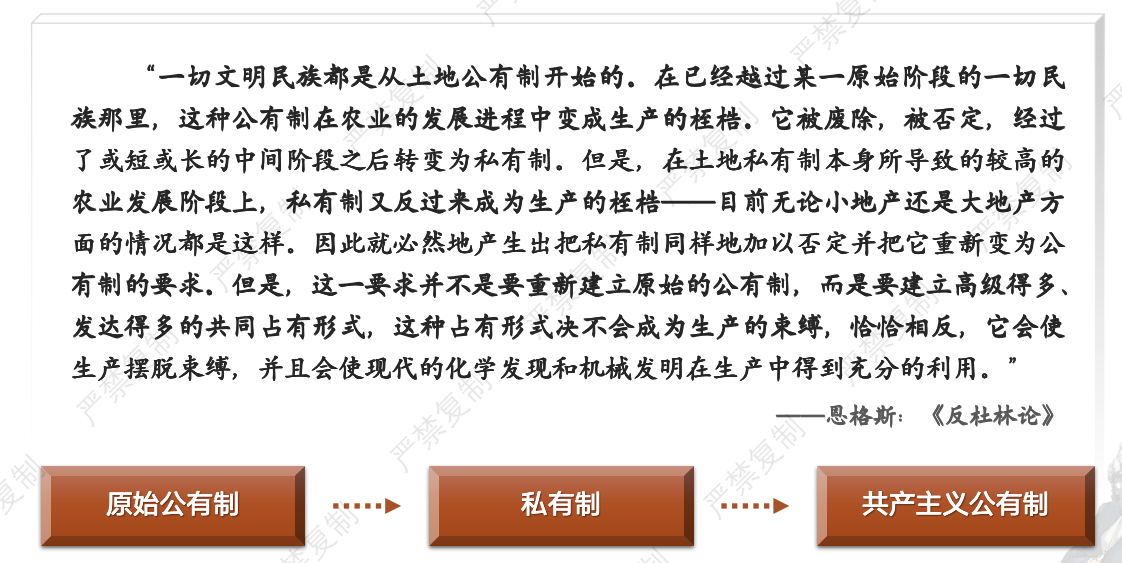 “一切文明民族都是从土地公有制开始的。在已经越过某一原始阶段的一切民
族那里，这种公有制在农业的发展进程中变成生产的桎梏。它被废除，被否定，经过
了或短或长的中间阶段之后转变为私有制。但是，在土地私有制本身所导致的较高的
农业发展阶段上，私有制又反过来成为生产的桎梏——目前无论小地产还是大地产方
面的情况都是这样。因此就必然地产生出把私有制同样地加以否定并把它重新变为公
有制的要求。但是，这一要求并不是要重新建立原始的公有制，而是要建立高级得多、
发达得多的共同占有形式，这种占有形式决不会成为生产的束缚，恰恰相反，它会使
生产摆脱束缚，并且会使现代的化学发现和机械发明在生产中得到充分的利用。”
——恩格斯：《反杜林论》
原始公有制
私有制
共产主义公有制
严禁复制